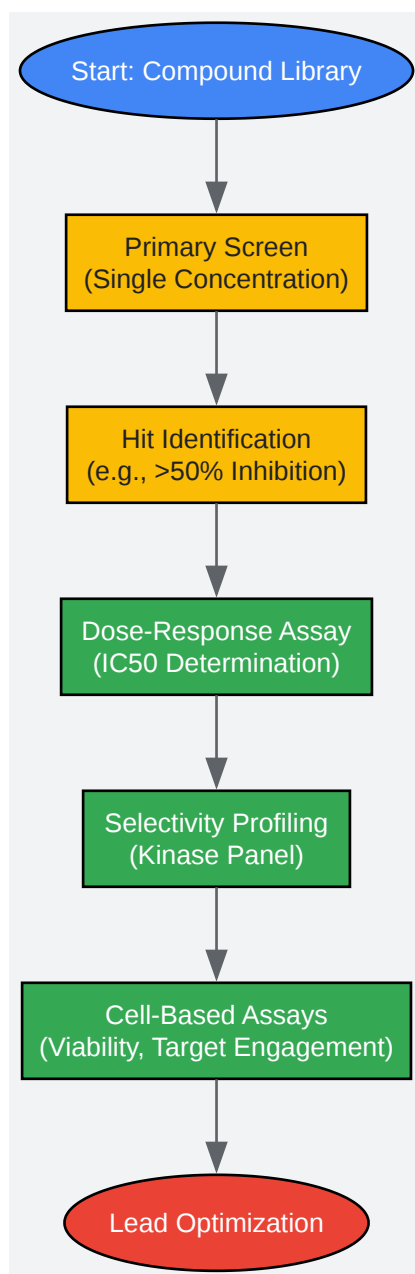 Start: Compound Library
Primary Screen
(Single Concentration)
Hit Identification
(e.g., >50% Inhibition)
Dose-Response Assay
(IC50 Determination)
Selectivity Profiling
(Kinase Panel)
Cell-Based Assays
(Viability, Target Engagement)
Lead Optimization